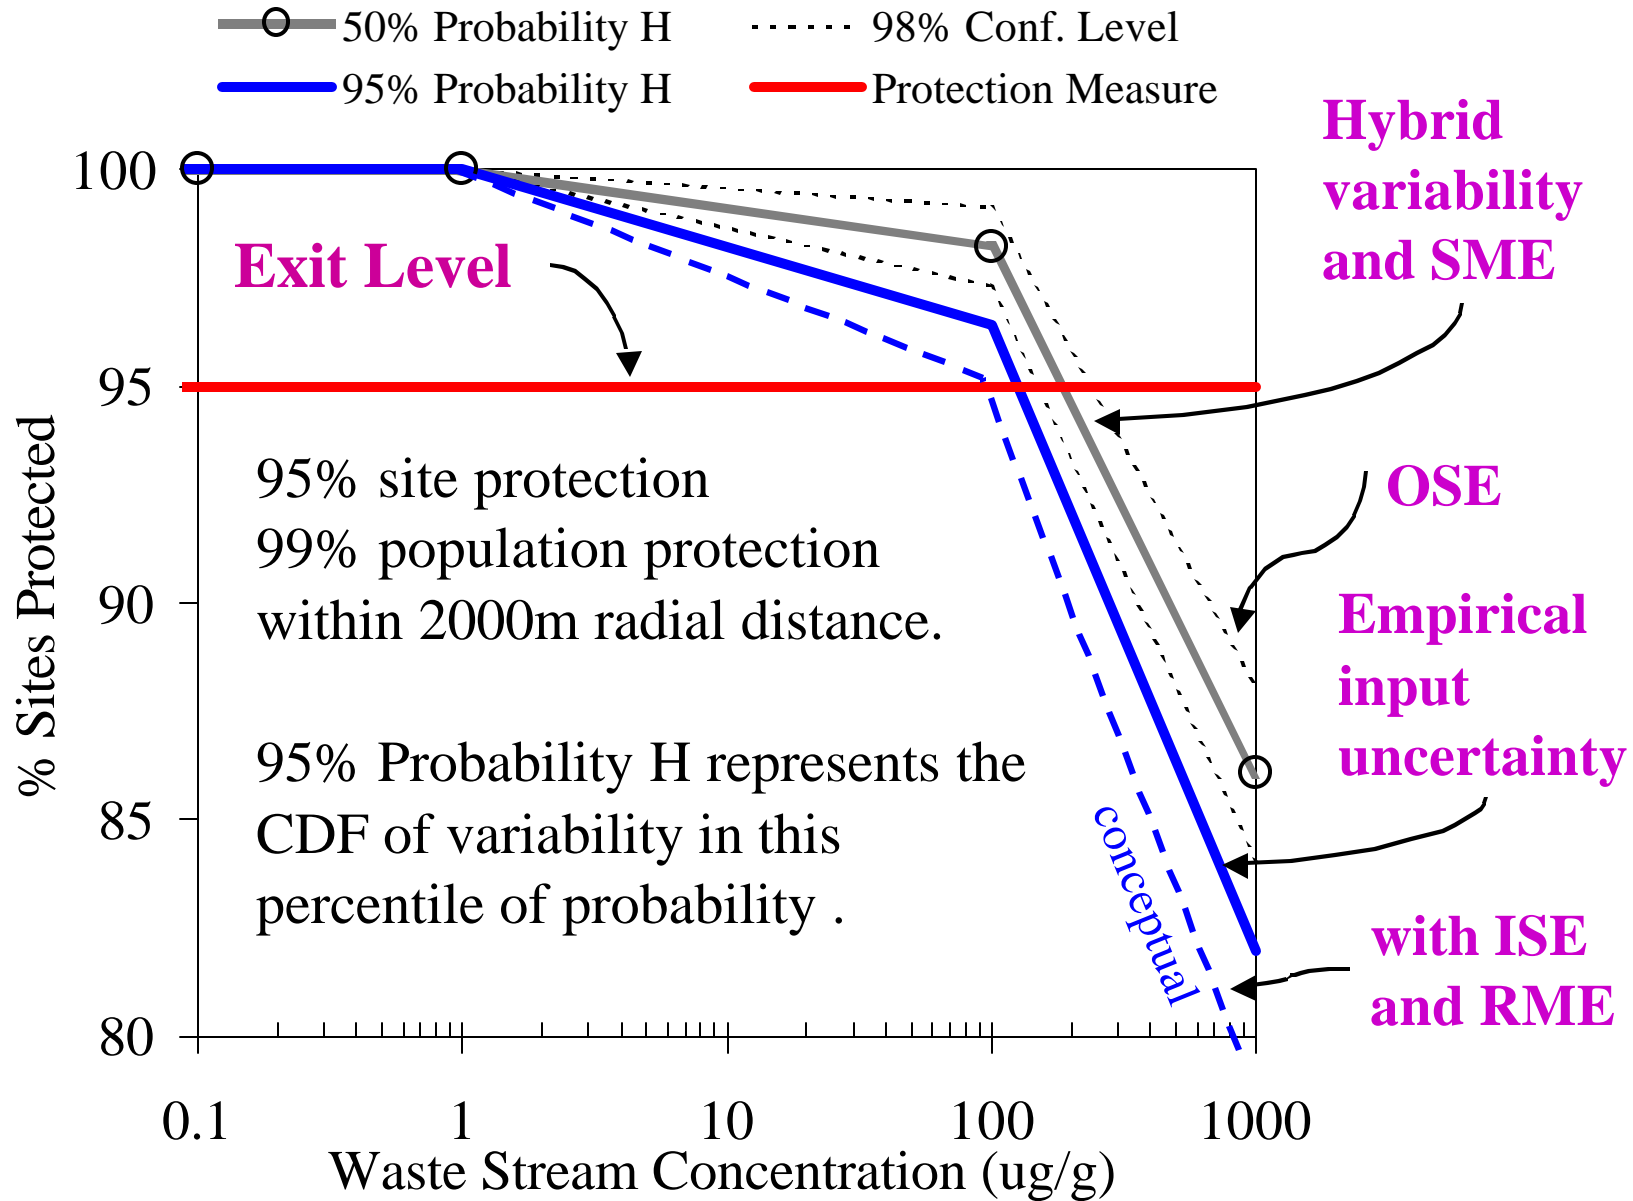 50% Probability H
98% Conf. Level
95% Probability H
Protection Measure
Hybrid
variability
and SME
100
Exit Level
95
% Sites Protected
95% site protection
99% population protection
within 2000m radial distance.
OSE
90
Empirical
input
uncertainty
95% Probability H represents the
CDF of variability in this
percentile of probability .
85
conceptual
with ISE
and RME
80
0.1
1
10
100
1000
Waste Stream Concentration (ug/g)